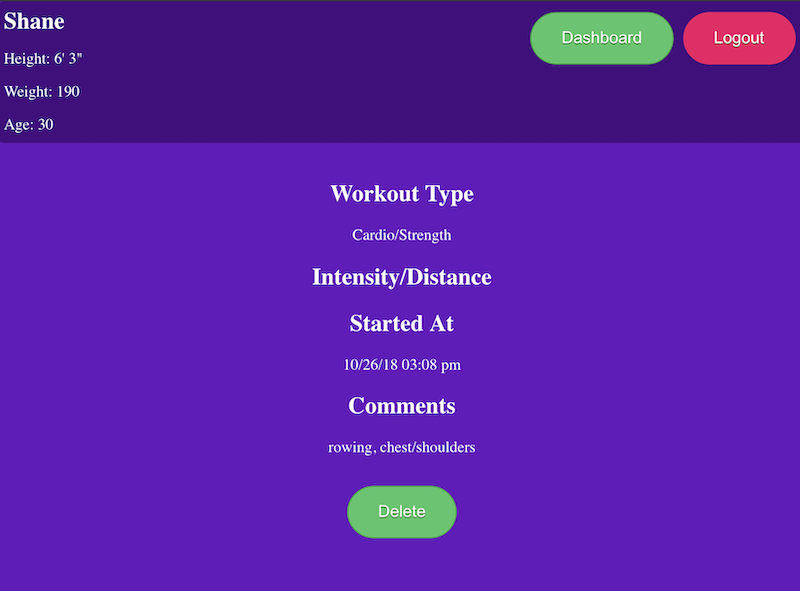 Shane
Dashboard
Logout
Height: 6' 3"
Weight: 190
Age: 30
Workout Type
Cardio/Strength
Intensity/Distance
Started At
10/26/18 03:08 pm
Comments
rowing, chest/shoulders
Delete